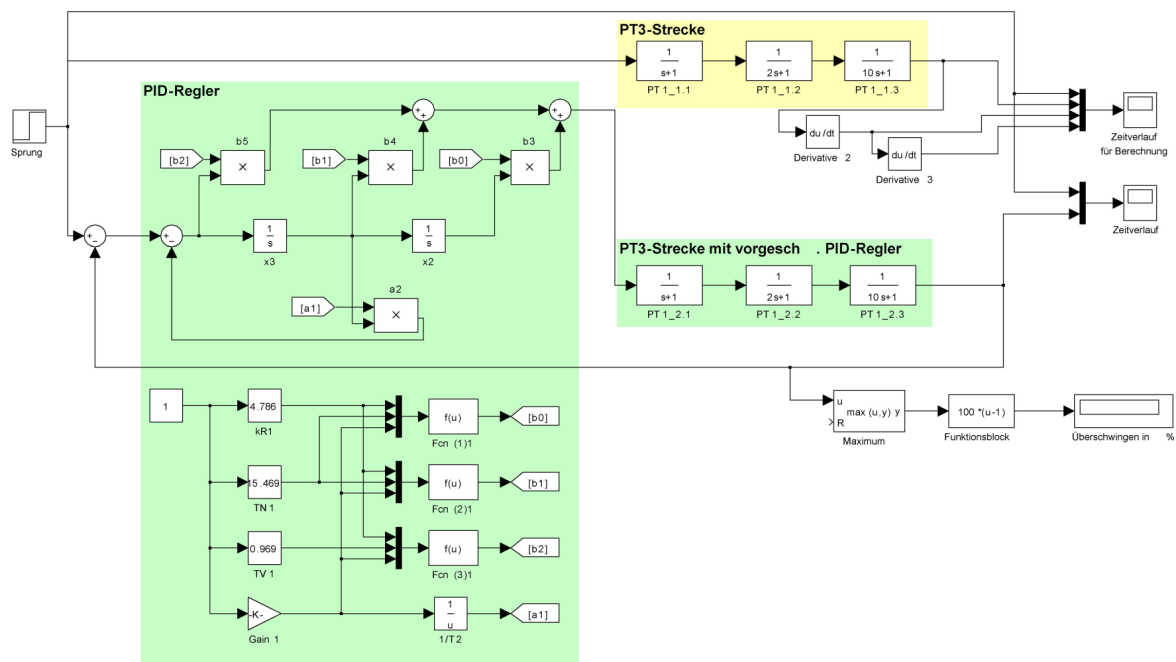 PT3-Strecke
1
s+1
PT 1_1.1
1
2s+1
PT 1_1.2
1
10s+1
PT 1_1.3
PID-Regler
Sprung
b5
[b2]
×
b4
[b1]
×
b3
[b0]
×
du /dt
Derivative 2
du /dt
Derivative 3
Zeitverlauf
für Berechnung
Zeitverlauf
1
s
x3
1
s
x2
a2
[a1]
×
PT3-Strecke mit vorgesch . PID-Regler
1
s+1
PT 1_2.1
1
2s+1
PT 1_2.2
1
10s+1
PT 1_2.3
1
4.786
kR1
f(u)
Fcn (1)1
[b0]
15.469
TN 1
f(u)
Fcn (2)1
[b1]
0.969
TV 1
f(u)
Fcn (3)1
[b2]
-K-
Gain 1
1
u
1/T2
[a1]
u
R
max (u,y) y
Maximum
100 *(u-1)
Funktionsblock
Überschwingen in %